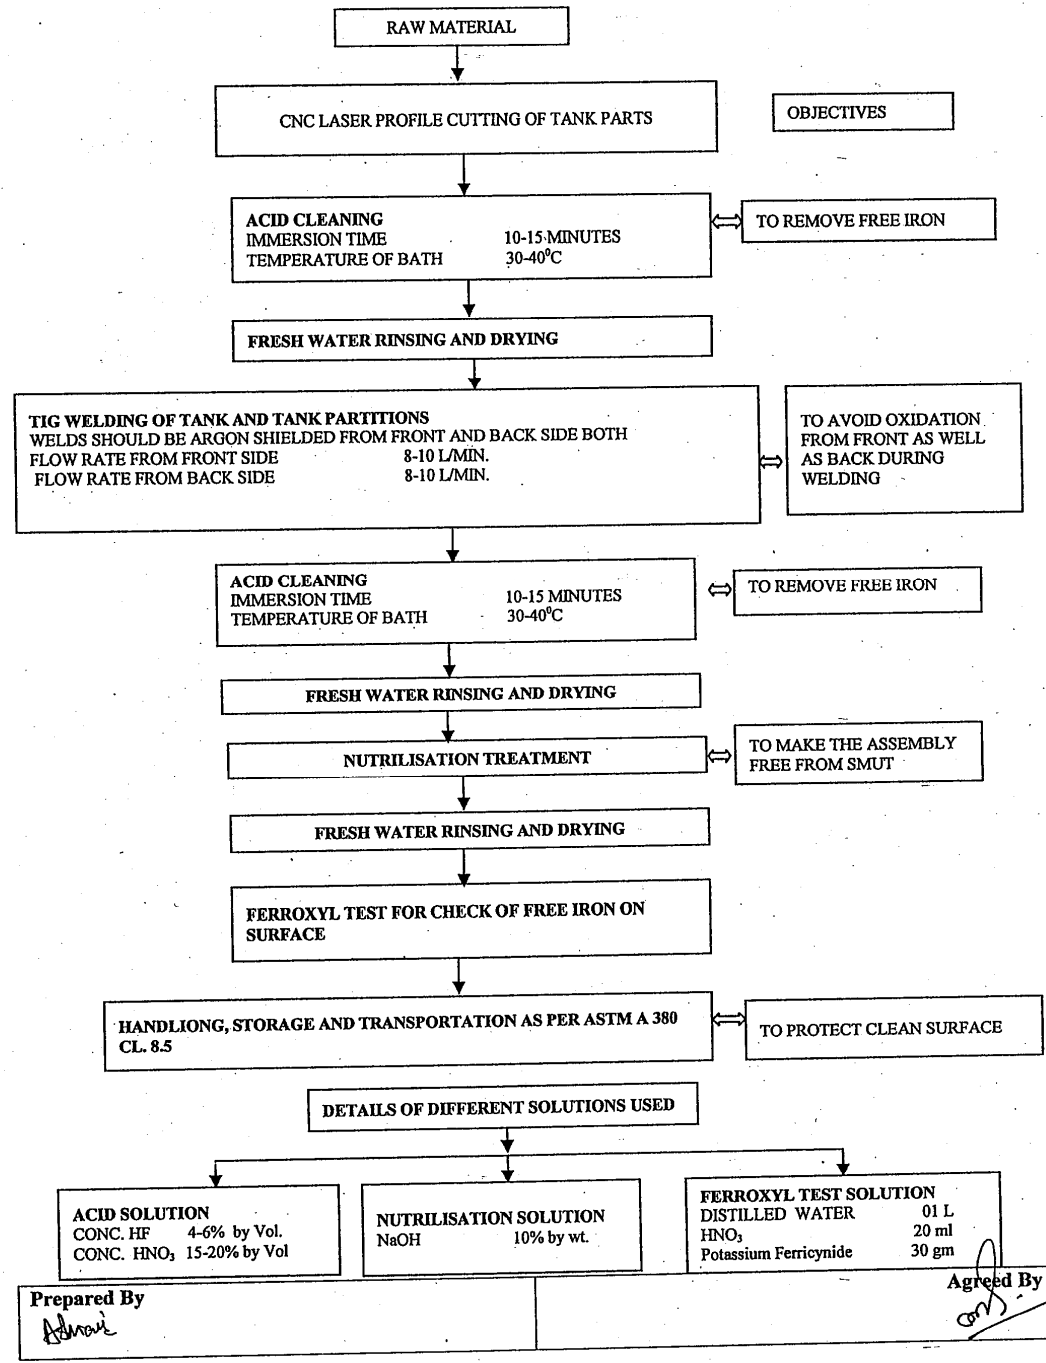 RAW MATERIAL
CNC LASER PROFILE CUTTING OF TANK PARTS
OBJECTIVES
ACID CLEANING
IMMERSION TIME 10-15 MINUTES
TEMPERATURE OF BATH 30-40⁰C
TO REMOVE FREE IRON
FRESH WATER RINSING AND DRYING
TIG WELDING OF TANK AND TANK PARTITIONS
WELDS SHOULD BE ARGON SHIELDED FROM FRONT AND BACK SIDE BOTH
FLOW RATE FROM FRONT SIDE 8-10 L/MIN.
FLOW RATE FROM BACK SIDE 8-10 L/MIN.
TO AVOID OXIDATION
FROM FRONT AS WELL
AS BACK DURING
WELDING
ACID CLEANING
IMMERSION TIME 10-15 MINUTES
TEMPERATURE OF BATH 30-40⁰C
TO REMOVE FREE IRON
FRESH WATER RINSING AND DRYING
NUTRILISATION TREATMENT
TO MAKE THE ASSEMBLY
FREE FROM SMUT
FRESH WATER RINSING AND DRYING
FERROXYL TEST FOR CHECK OF FREE IRON ON
SURFACE
HANDLIONG, STORAGE AND TRANSPORTATION AS PER ASTM A 380
CL. 8.5
TO PROTECT CLEAN SURFACE
DETAILS OF DIFFERENT SOLUTIONS USED
ACID SOLUTION
CONC. HF 4-6% by Vol.
CONC. HNO₃ 15-20% by Vol
NUTRILISATION SOLUTION
NaOH 10% by wt.
FERROXYL TEST SOLUTION
DISTILLED WATER 01 L
HNO₃ 20 ml
Potassium Ferricynide 30 gm
Prepared By
Agreed By